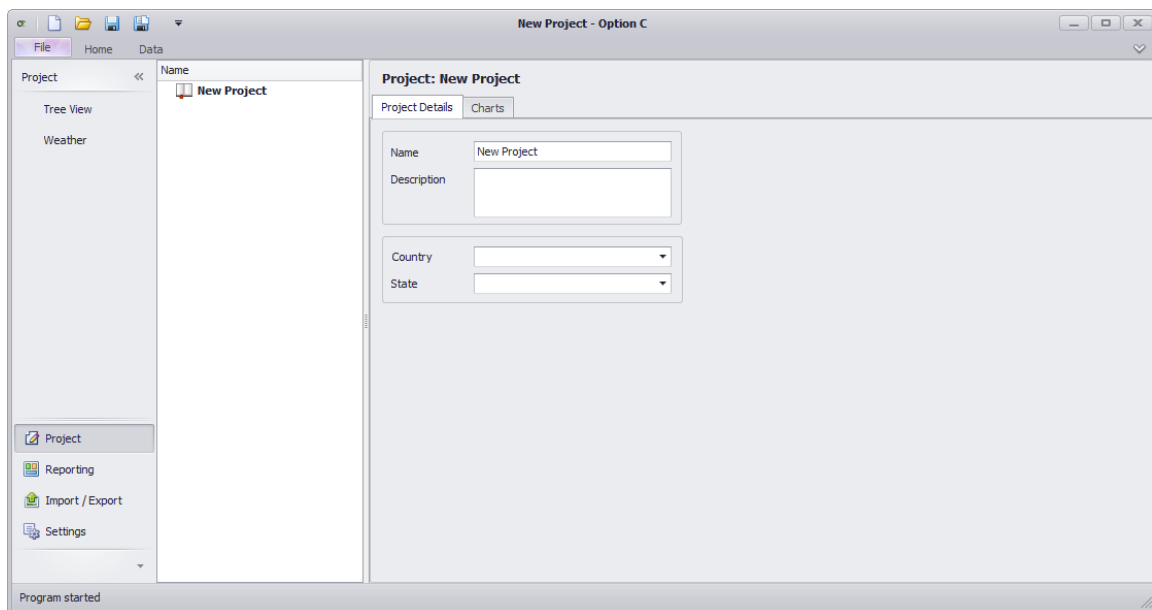 New Project - Option C
File Home Data
Project
Tree View
Weather
Project
Reporting
Import / Export
Settings
Name
New Project
Project: New Project
Project Details Charts
Name New Project
Description
Country
State
Program started